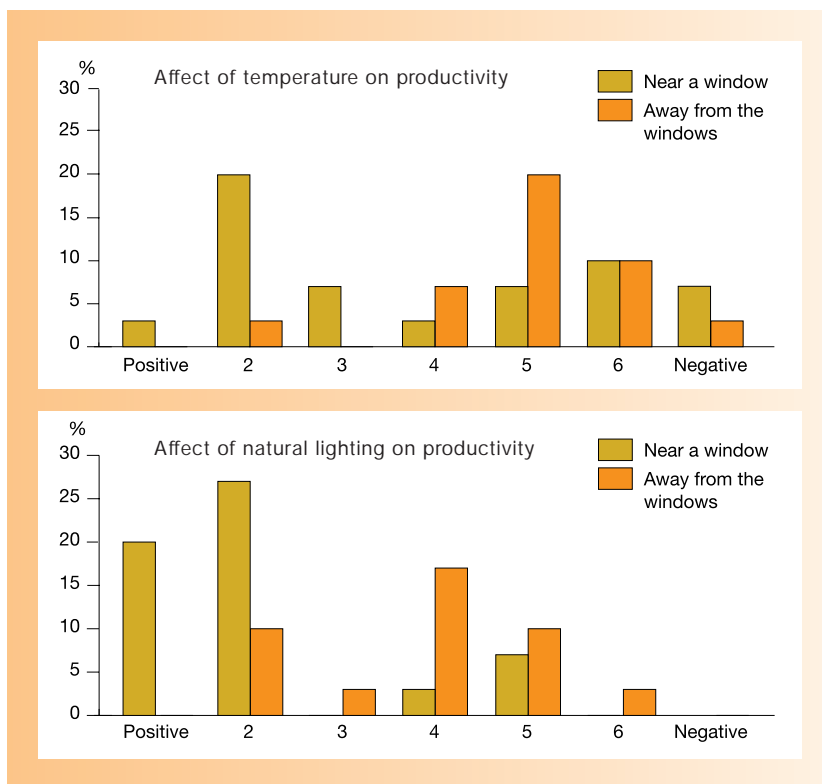 %
Affect of temperature on productivity
Near a window
Away from the
windows
30
25
20
15
10
5
0
Positive 2 3 4 5 6 Negative
%
Affect of natural lighting on productivity
Near a window
Away from the
windows
30
25
20
15
10
5
0
Positive 2 3 4 5 6 Negative